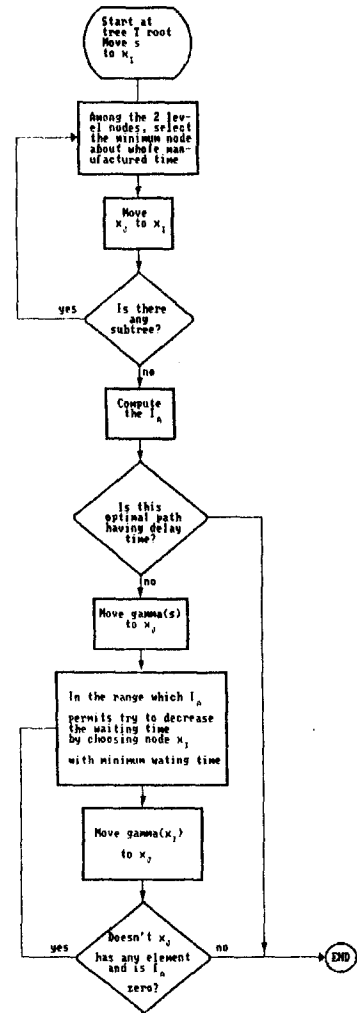 Start at
tree T root
Move s
to x_I
Among the 2 lev-
el nodes, select
the minimum node
about whole man-
ufactured time
Move
x_J to x_I
yes
Is there
any
subtree?
no
Compute
the I_A
Is this
optimal path
having delay
time?
no
Move gamma(s)
to x_J
In the range which I_A
permits try to decrease
the waiting time
by choosing node x_I
with minimum wating time
Move gamma(x_I)
to x_J
yes
Doesn't x_J
no
has any element
and is I_A
zero?
END